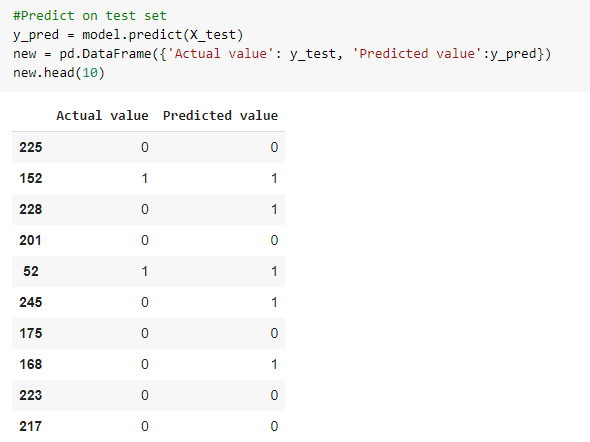 #Predict on test set
y_pred = model.predict(X_test)
new = pd.DataFrame({'Actual value': y_test, 'Predicted value':y_pred})
new.head(10)
Actual value Predicted value
225 0 0
152 1 1
228 0 1
201 0 0
52 1 1
245 0 1
175 0 0
168 0 1
223 0 0
217 0 0